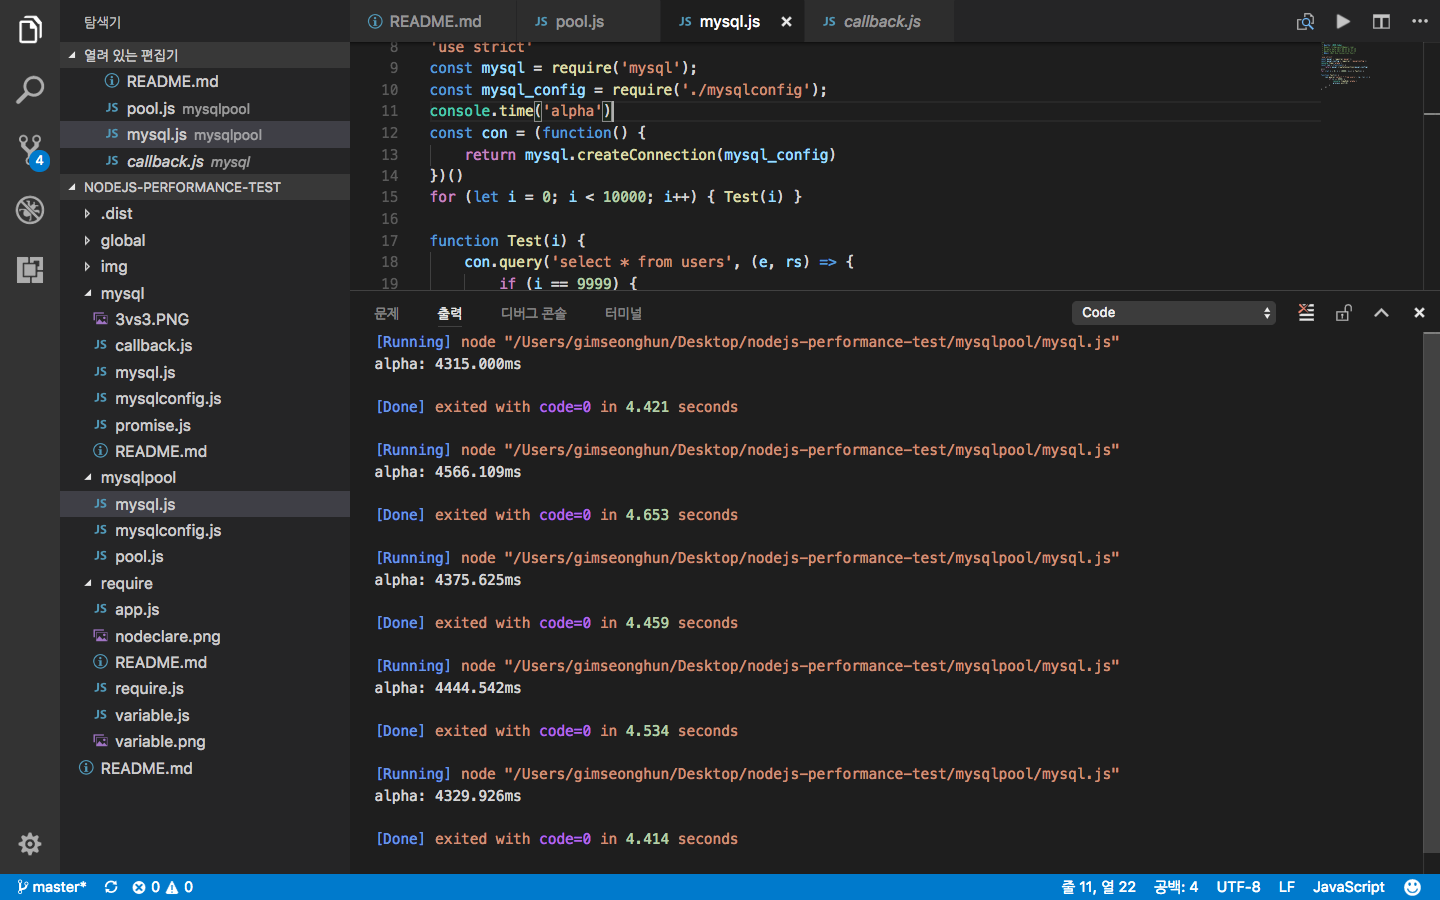 탐색기
열려 있는 편집기
README.md
JS pool.js mysqlpool
JS mysql.js mysqlpool
JS callback.js mysql
4
NODEJS-PERFORMANCE-TEST
.dist
global
img
mysql
3vs3.PNG
JS callback.js
JS mysql.js
JS mysqlconfig.js
JS promise.js
README.md
mysqlpool
JS mysql.js
JS mysqlconfig.js
JS pool.js
require
JS app.js
nodeclare.png
README.md
JS require.js
JS variable.js
variable.png
README.md
README.md JS pool.js JS mysql.js JS callback.js
8 'use strict'
9 const mysql = require('mysql');
10 const mysql_config = require('./mysqlconfig');
11 console.time('alpha')
12 const con = (function() {
13 return mysql.createConnection(mysql_config)
14 })()
15 for (let i = 0; i < 10000; i++) { Test(i) }
16
17 function Test(i) {
18 con.query('select * from users', (e, rs) => {
19 if (i == 9999) {
문제 출력 디버그 콘솔 터미널 Code
[Running] node "/Users/gimseonghun/Desktop/nodejs-performance-test/mysqlpool/mysql.js"
alpha: 4315.000ms
[Done] exited with code=0 in 4.421 seconds
[Running] node "/Users/gimseonghun/Desktop/nodejs-performance-test/mysqlpool/mysql.js"
alpha: 4566.109ms
[Done] exited with code=0 in 4.653 seconds
[Running] node "/Users/gimseonghun/Desktop/nodejs-performance-test/mysqlpool/mysql.js"
alpha: 4375.625ms
[Done] exited with code=0 in 4.459 seconds
[Running] node "/Users/gimseonghun/Desktop/nodejs-performance-test/mysqlpool/mysql.js"
alpha: 4444.542ms
[Done] exited with code=0 in 4.534 seconds
[Running] node "/Users/gimseonghun/Desktop/nodejs-performance-test/mysqlpool/mysql.js"
alpha: 4329.926ms
[Done] exited with code=0 in 4.414 seconds
master* 0 0 줄 11, 열 22 공백: 4 UTF-8 LF JavaScript